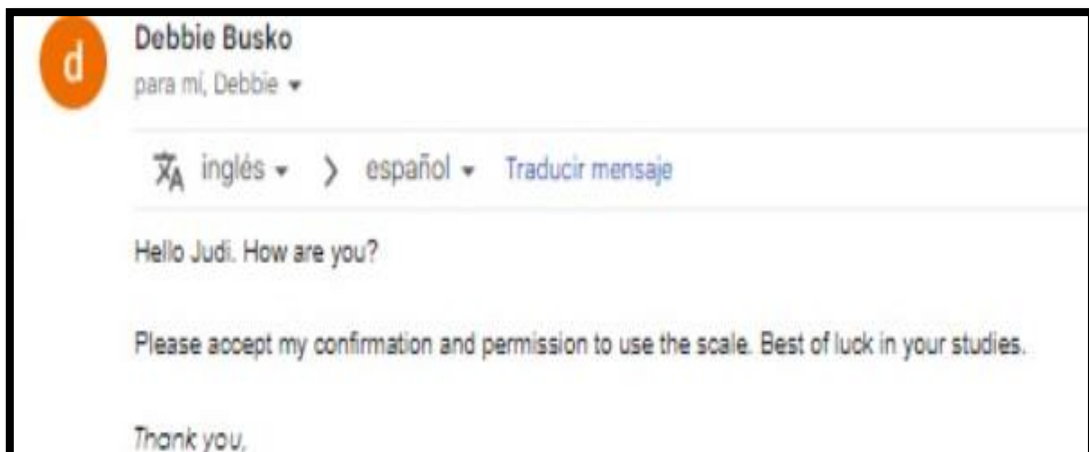 d
Debbie Busko
para mí, Debbie
inglés > español Traducir mensaje
Hello Judi. How are you?
Please accept my confirmation and permission to use the scale. Best of luck in your studies.
Thank you,